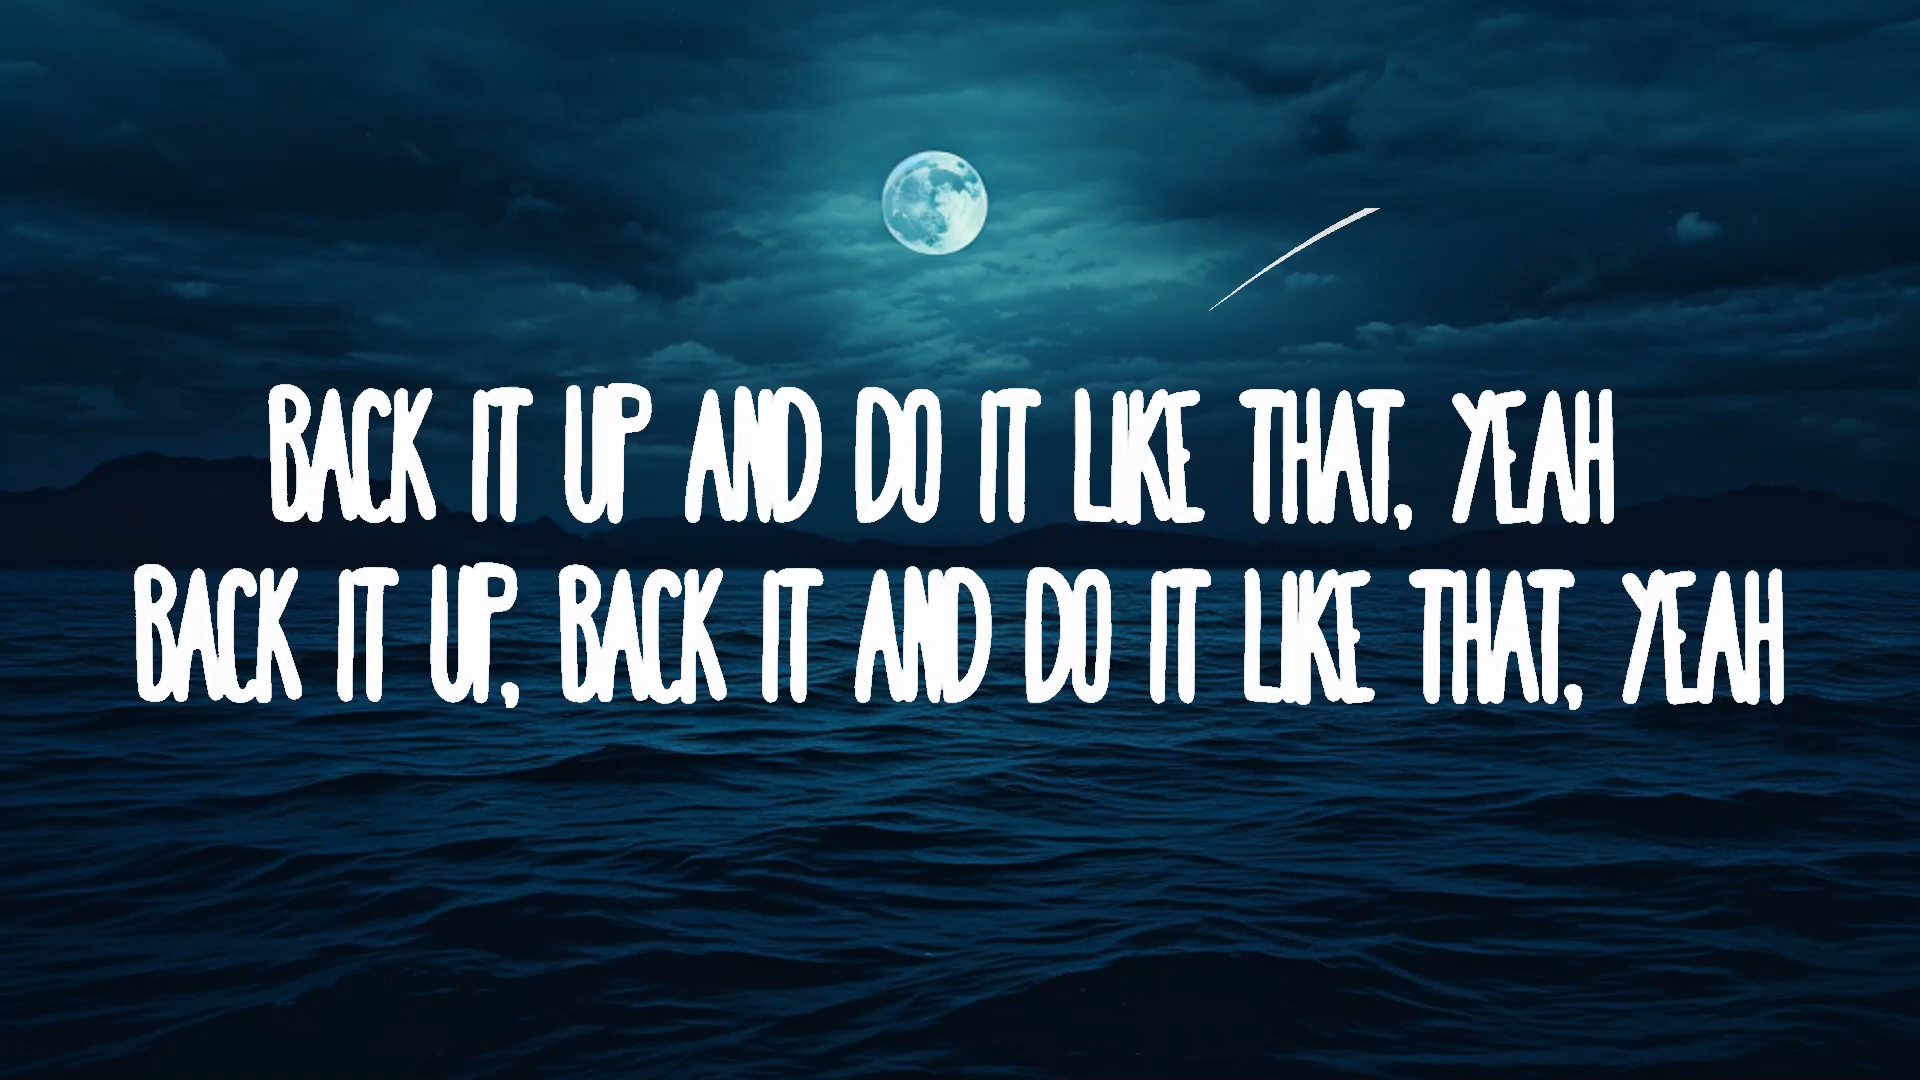 BACK IT UP AND DO IT LIKE THAT, YEAH
BACK IT UP, BACK IT AND DO IT LIKE THAT, YEAH